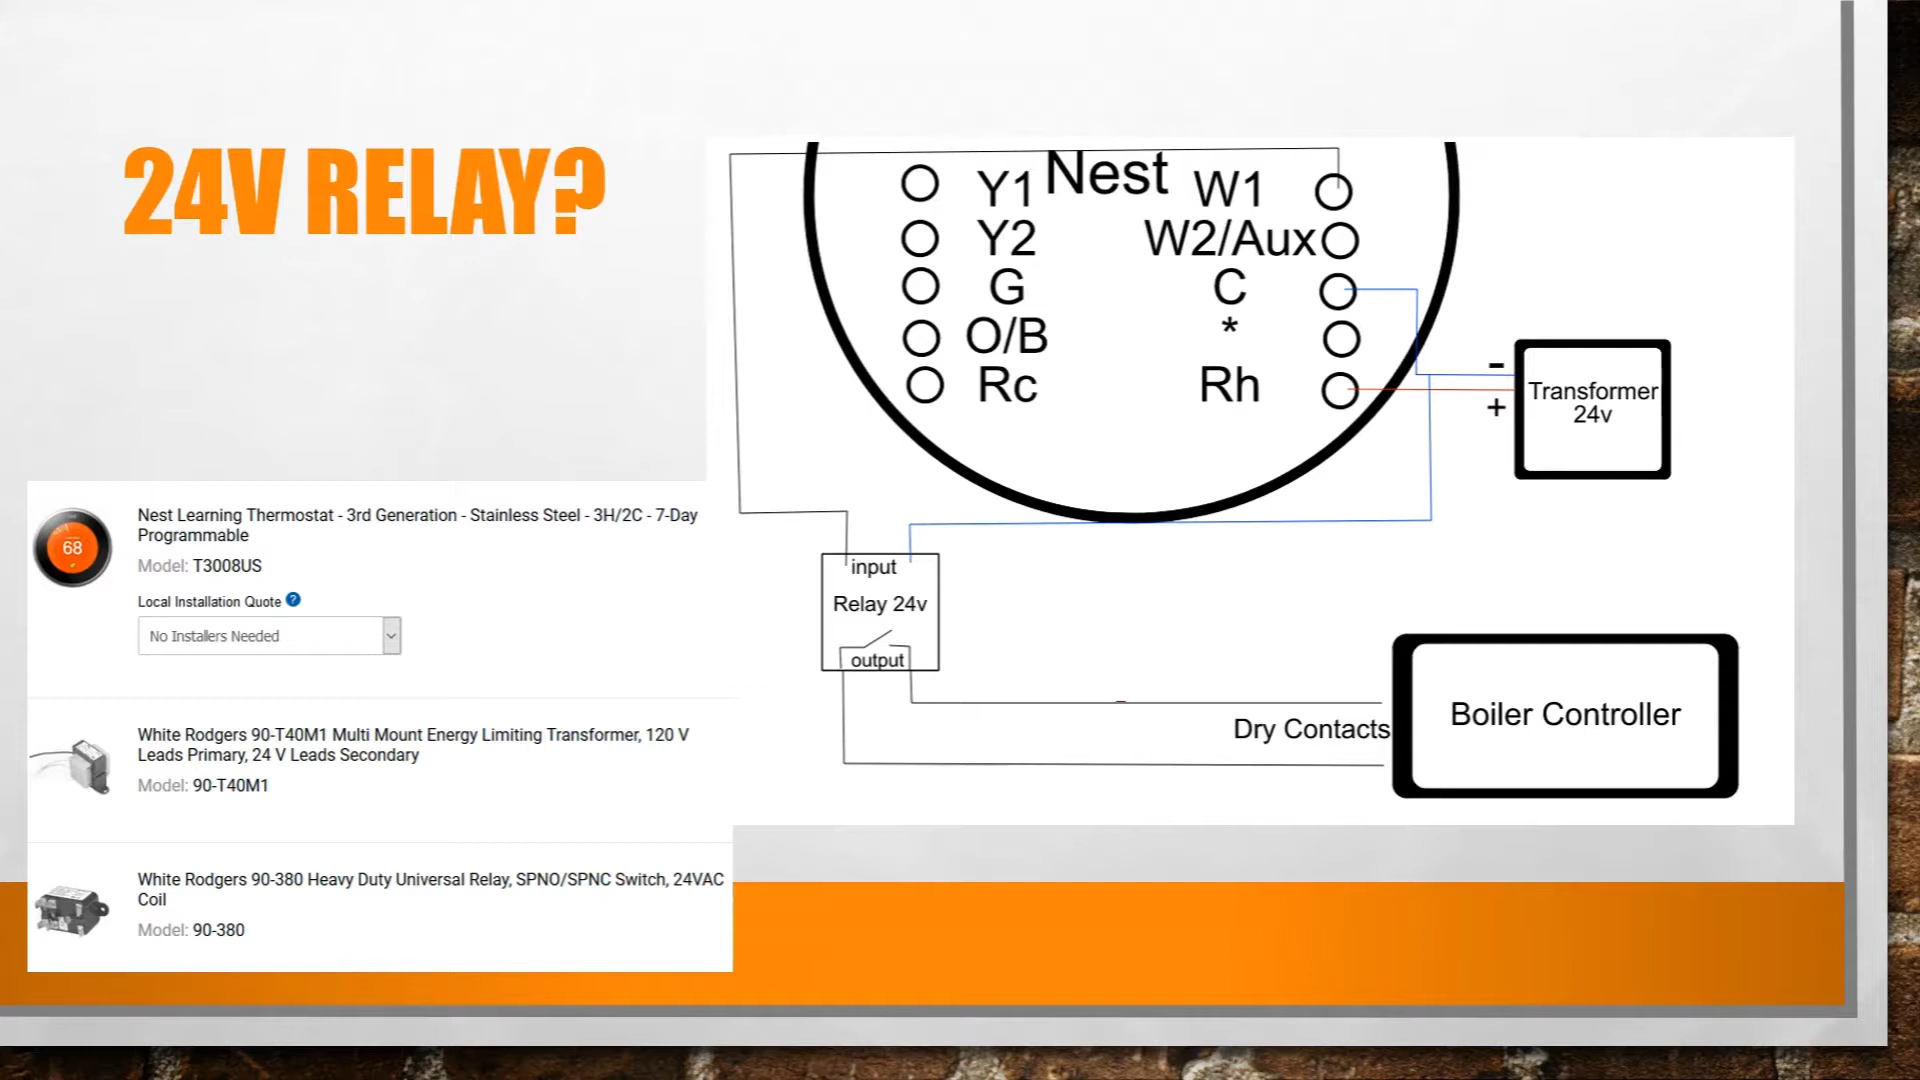 24V RELAY?
Nest
Y1
W1
Y2
W2/Aux
G
C
O/B
*
Rc
Rh
-
+
Transformer
24v
input
Relay 24v
output
Dry Contacts
Boiler Controller
68
Nest Learning Thermostat - 3rd Generation - Stainless Steel - 3H/2C - 7-Day
Programmable
Model: T3008US
Local Installation Quote ?
No Installers Needed
White Rodgers 90-T40M1 Multi Mount Energy Limiting Transformer, 120 V
Leads Primary, 24 V Leads Secondary
Model: 90-T40M1
White Rodgers 90-380 Heavy Duty Universal Relay, SPNO/SPNC Switch, 24VAC
Coil
Model: 90-380